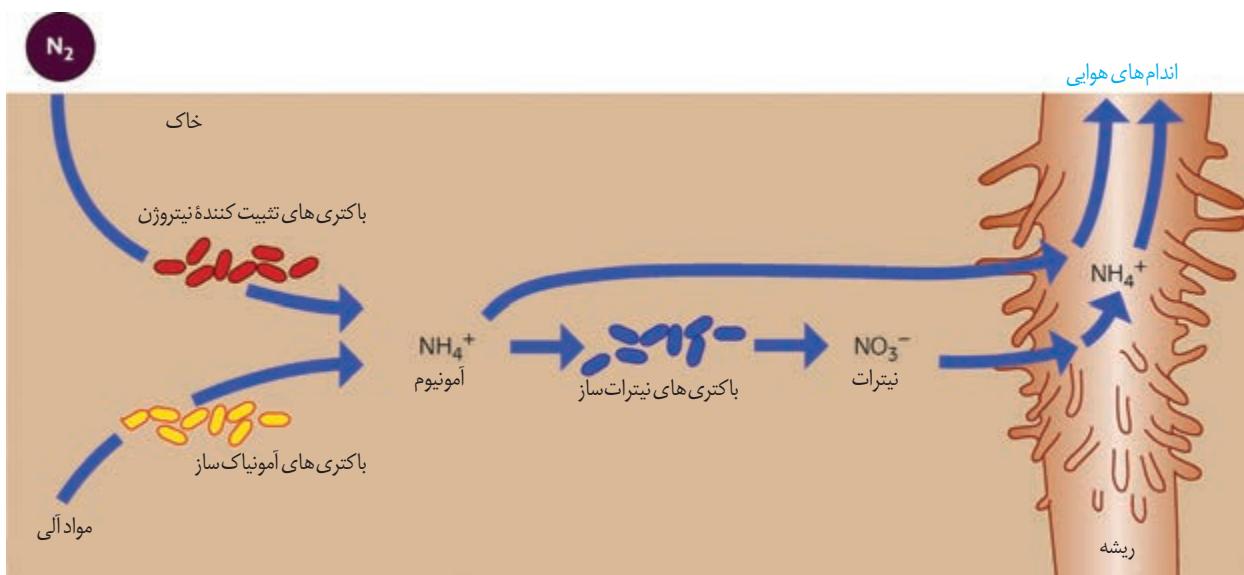 N₂
اندام‌های هوایی
خاک
باکتری‌های تثبیت کنندهٔ نیتروژن
NH₄⁺
NH₄⁺
آمونیوم
NO₃⁻
نیترات
باکتری‌های نیترات‌ساز
باکتری‌های آمونیاک‌ساز
مواد آلی
ریشه